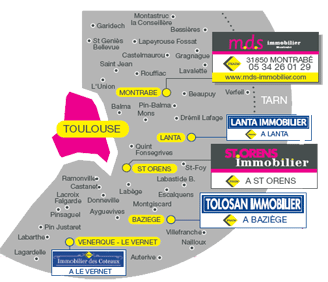 Montastruc
la Conseillère
Garidech
Bessières
St Geniès
Bellevue
Lapeyrouse Fossat
Castelmaurou
Gragnague
Saint Jean
Rouffiac
Lavalette
L'Union
MONTRABE
Beaupuy
Verfeil
mds immobilier
31850 MONTRABÉ
05 34 26 01 29
www.mds-immobilier.com
TARN
Balma
Pin-Balma
Mons
Drémil Lafage
TOULOUSE
LANTA
LANTA IMMOBILIER
A LANTA
Quint
Fonsegrives
ST ORENS
St-Foy
ST ORENS
immobilier
A ST ORENS
Ramonville
Castanet
Labastide B.
Lacroix
Falgarde
Labège
Escalquens
Donneville
Montgiscard
Pinsaguel
Ayguevives
BAZIEGE
TOLOSAN IMMOBILIER
A BAZIÈGE
Pin Justaret
Villefranche
Labarthe
VENERQUE - LE VERNET
Nailloux
Lagardelle
Auterive
Immobilier des Coteaux
A LE VERNET